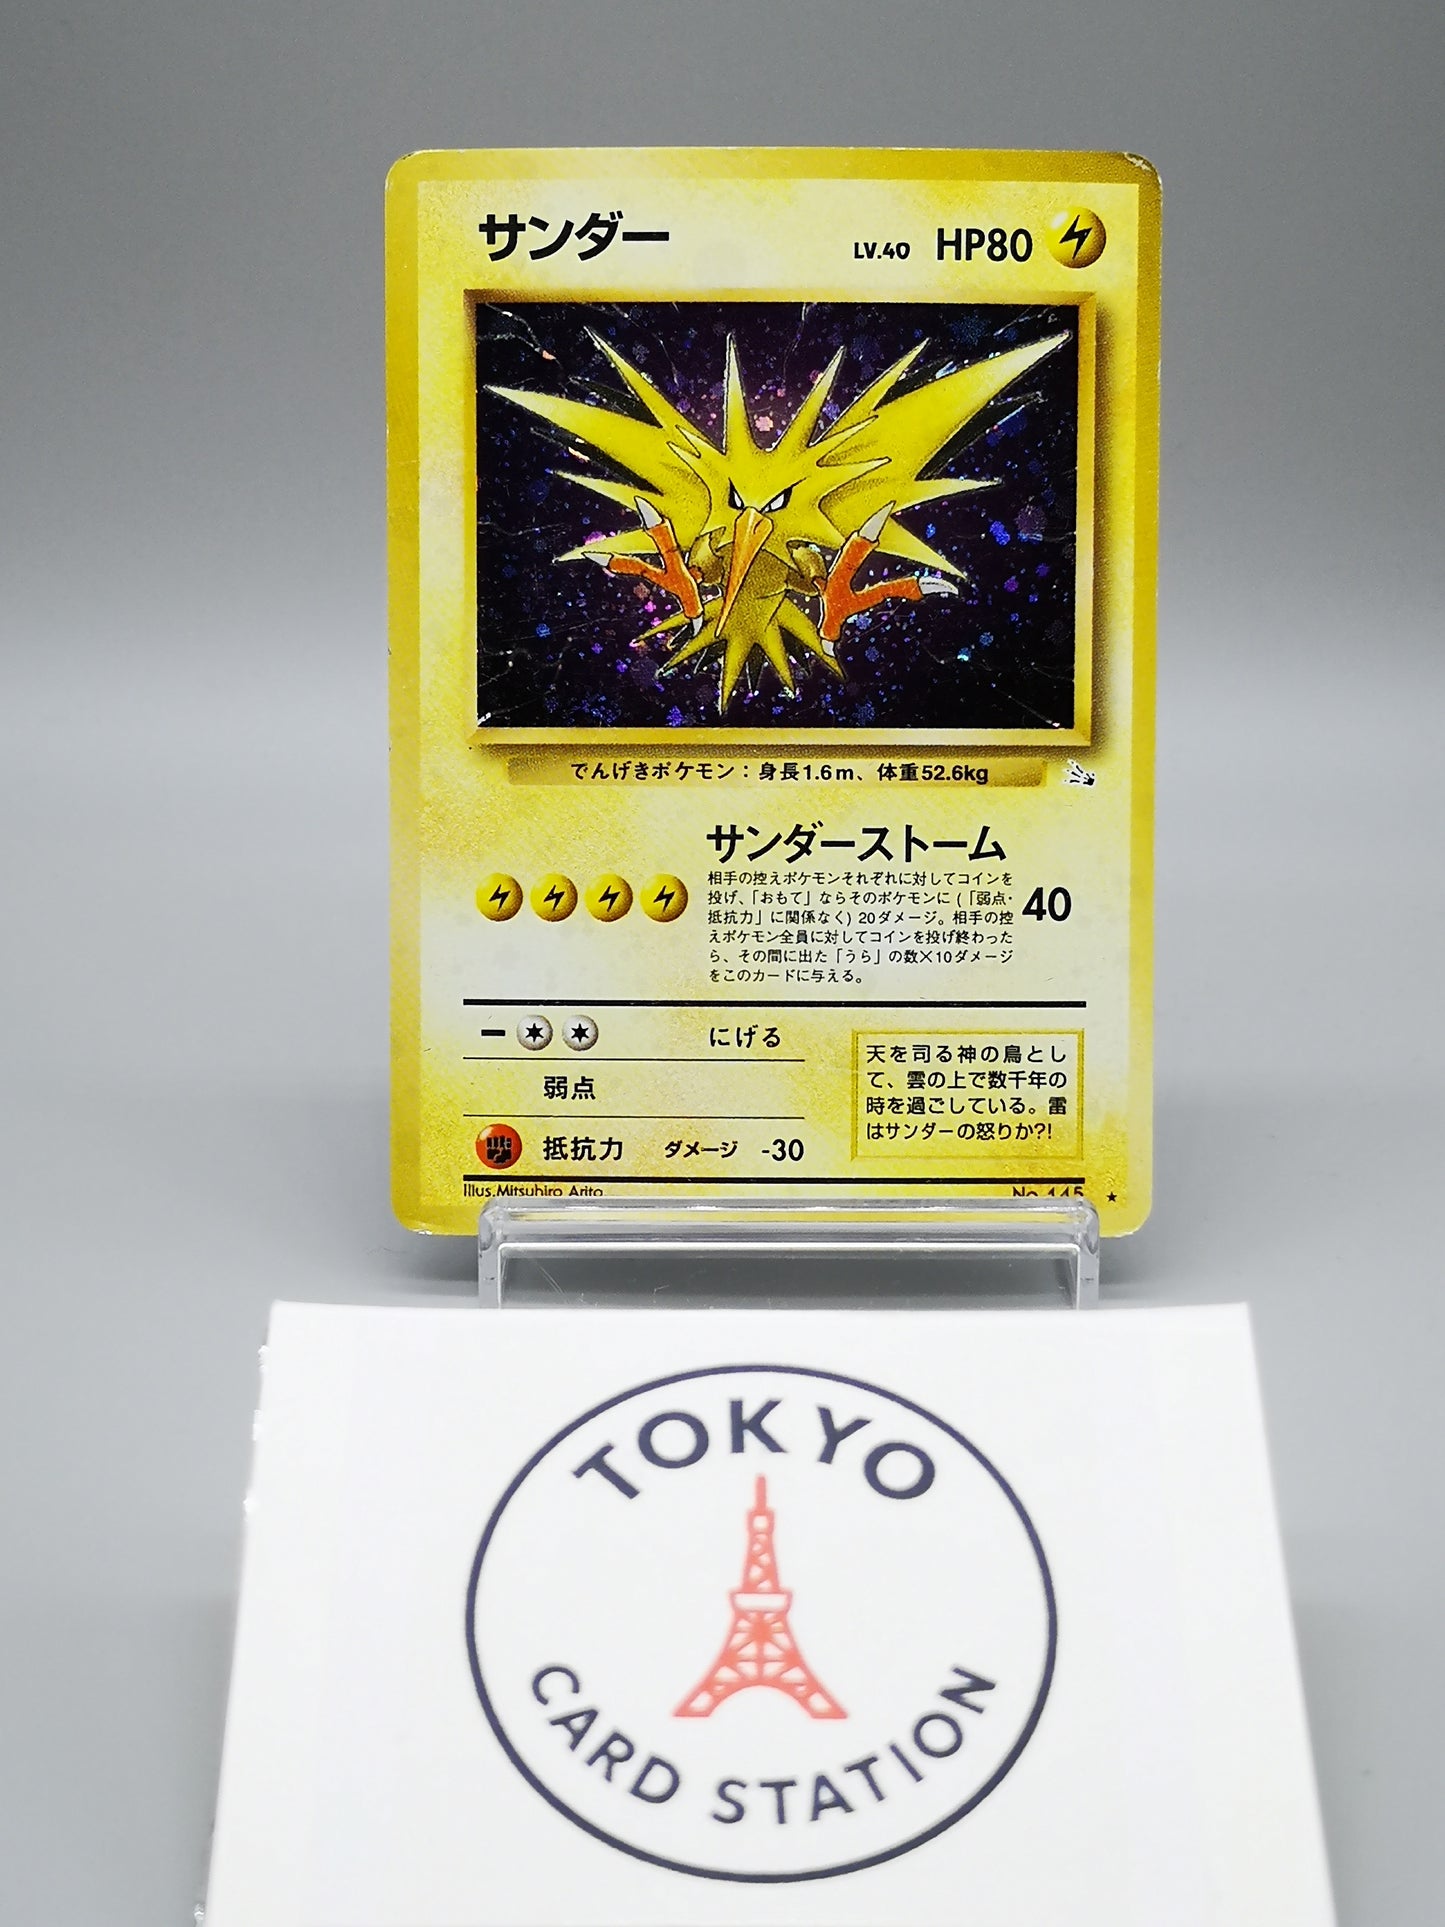 サンダー
LV.40 HP80
でんげきポケモン：身長1.6m、体重52.6kg
サンダーストーム
相手の控えポケモンそれぞれに対してコインを
投げ、「おもて」ならそのポケモンに (「弱点・
抵抗力」に関係なく) 20ダメージ。相手の控
えポケモン全員に対してコインを投げ終わった
ら、その間に出た「うら」の数×10ダメージ
をこのカードに与える。
40
にげる
弱点
抵抗力 ダメージ -30
天を司る神の鳥とし
て、雲の上で数千年の
時を過ごしている。雷
はサンダーの怒りか?!
Illus.Mitsuhiro Arita
No.145 ★
TOKYO
CARD STATION